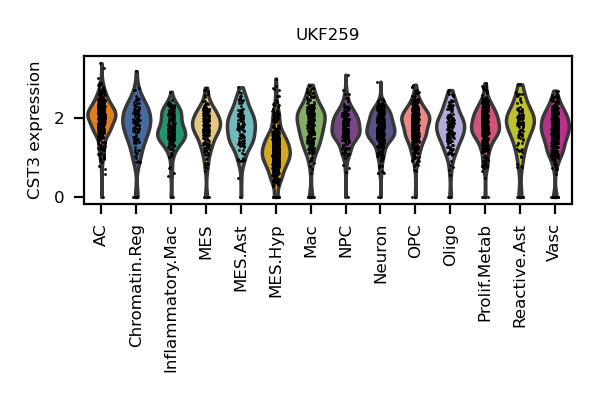 UKF259
CST3 expression
2
0
AC
Chromatin.Reg
Inflammatory.Mac
MES
MES.Ast
MES.Hyp
Mac
NPC
Neuron
OPC
Oligo
Prolif.Metab
Reactive.Ast
Vasc